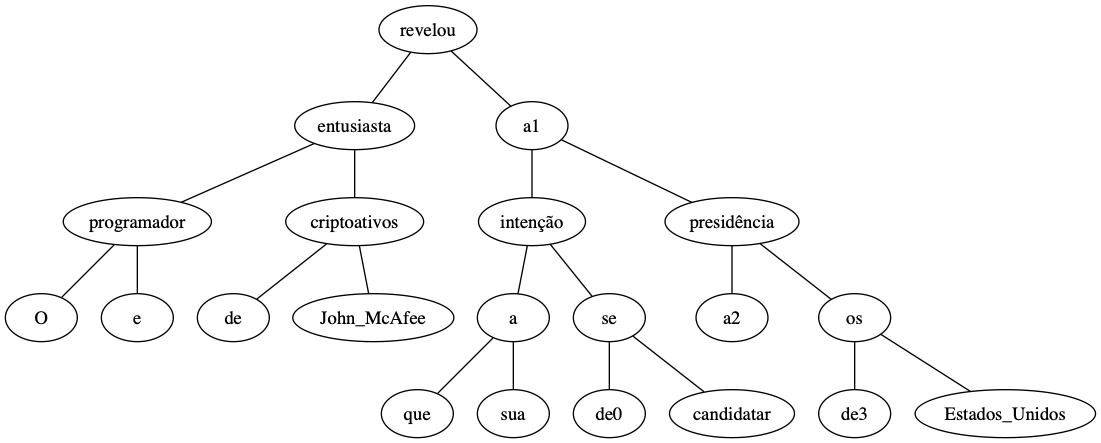 revelou
entusiasta a1
programador criptoativos intenção presidência
O e de John_McAfee a se a2 os
que sua de0 candidatar de3 Estados_Unidos